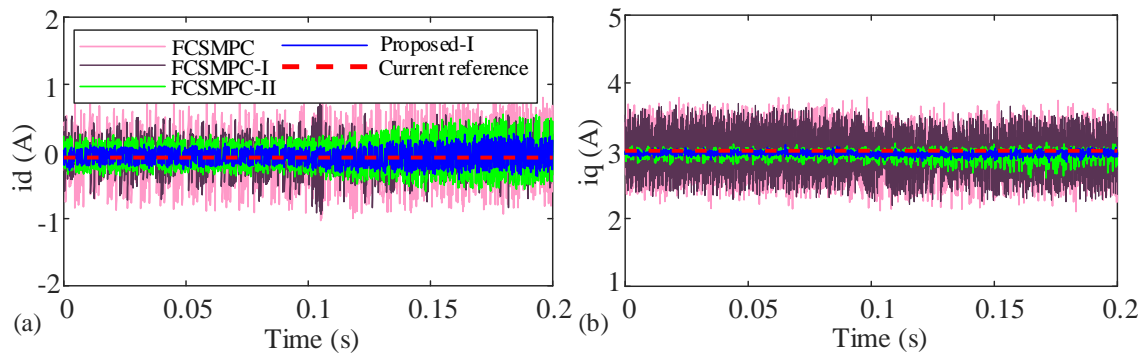 2
1
0
-1
-2
id (A)
FCSMPC
FCSMPC-I
FCSMPC-II
Proposed-I
Current reference
0
0.05
0.1
0.15
0.2
(a)
Time (s)
5
4
3
2
1
iq (A)
0
0.05
0.1
0.15
0.2
(b)
Time (s)